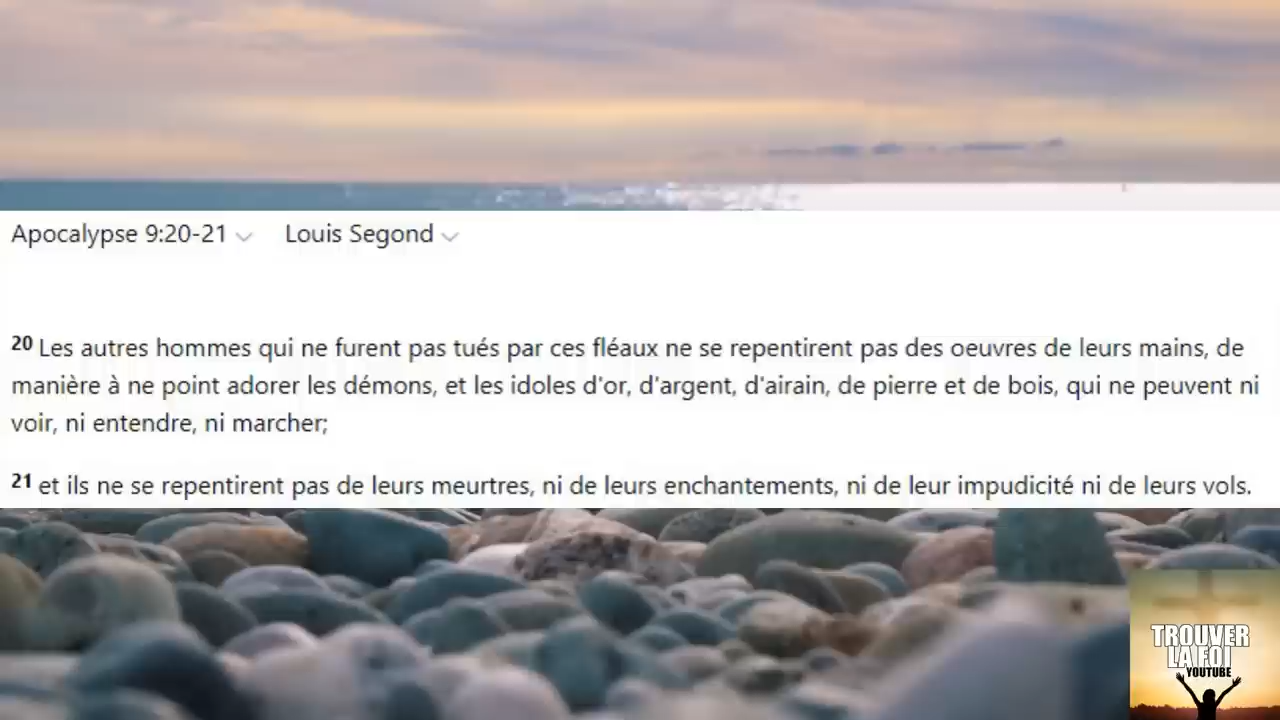 Apocalypse 9:20-21 Louis Segond
20 Les autres hommes qui ne furent pas tués par ces fléaux ne se repentirent pas des oeuvres de leurs mains, de
manière à ne point adorer les démons, et les idoles d'or, d'argent, d'airain, de pierre et de bois, qui ne peuvent ni
voir, ni entendre, ni marcher;
21 et ils ne se repentirent pas de leurs meurtres, ni de leurs enchantements, ni de leur impudicité ni de leurs vols.
TROUVER
LA FOI
YOUTUBE